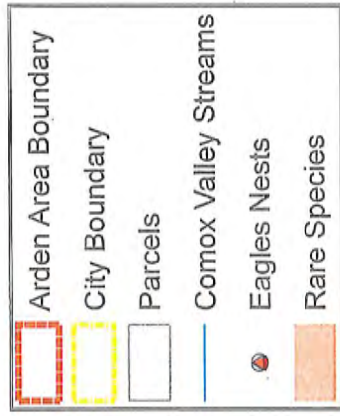 Arden Area Boundary
City Boundary
Parcels
Comox Valley Streams
Eagles Nests
Rare Species